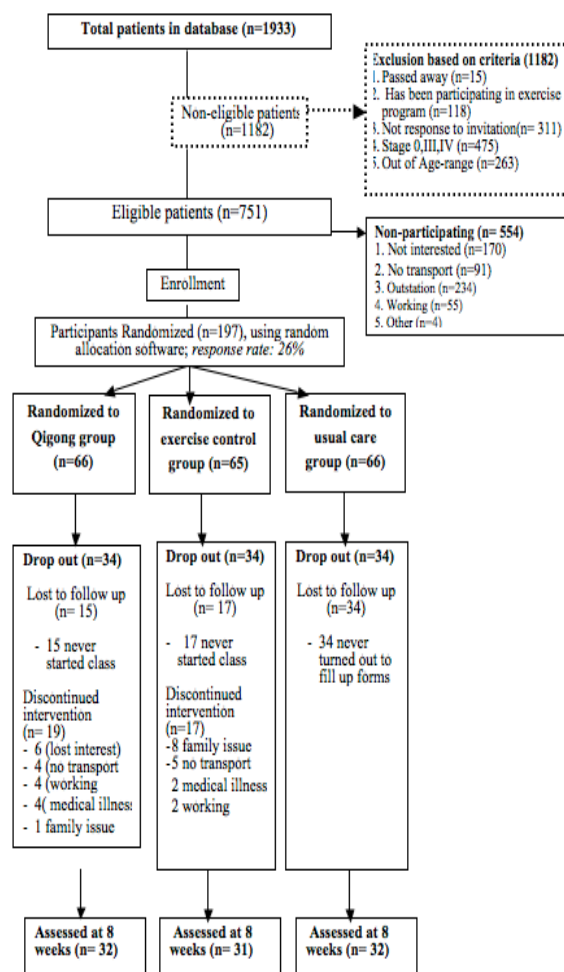 Total patients in database (n=1933)
Exclusion based on criteria (1182)
1. Passed away (n=15)
2. Has been participating in exercise
program (n=118)
3. Not response to invitation(n= 311)
4. Stage 0,III,IV (n=475)
5. Out of Age-range (n=263)
Non-eligible patients
(n=1182)
Eligible patients (n=751)
Non-participating (n= 554)
1. Not interested (n=170)
2. No transport (n=91)
3. Outstation (n=234)
4. Working (n=55)
5. Other (n=4)
Enrollment
Participants Randomized (n=197), using random
allocation software; response rate: 26%
Randomized to
Qigong group
(n=66)
Randomized to
exercise control
group (n=65)
Randomized to
usual care
group (n=66)
Drop out (n=34)
Lost to follow up
(n= 15)
- 15 never
started class
Discontinued
intervention
(n= 19)
- 6 (lost interest)
- 4 (no transport
- 4 (working
- 4( medical illness
- 1 family issue
Drop out (n=34)
Lost to follow up
(n= 17)
- 17 never
started class
Discontinued
intervention
(n=17)
-8 family issue
-5 no transport
2 medical illness
2 working
Drop out (n=34)
Lost to follow up
(n=34)
- 34 never
turned out to
fill up forms
Assessed at 8
weeks (n= 32)
Assessed at 8
weeks (n= 31)
Assessed at 8
weeks (n= 32)